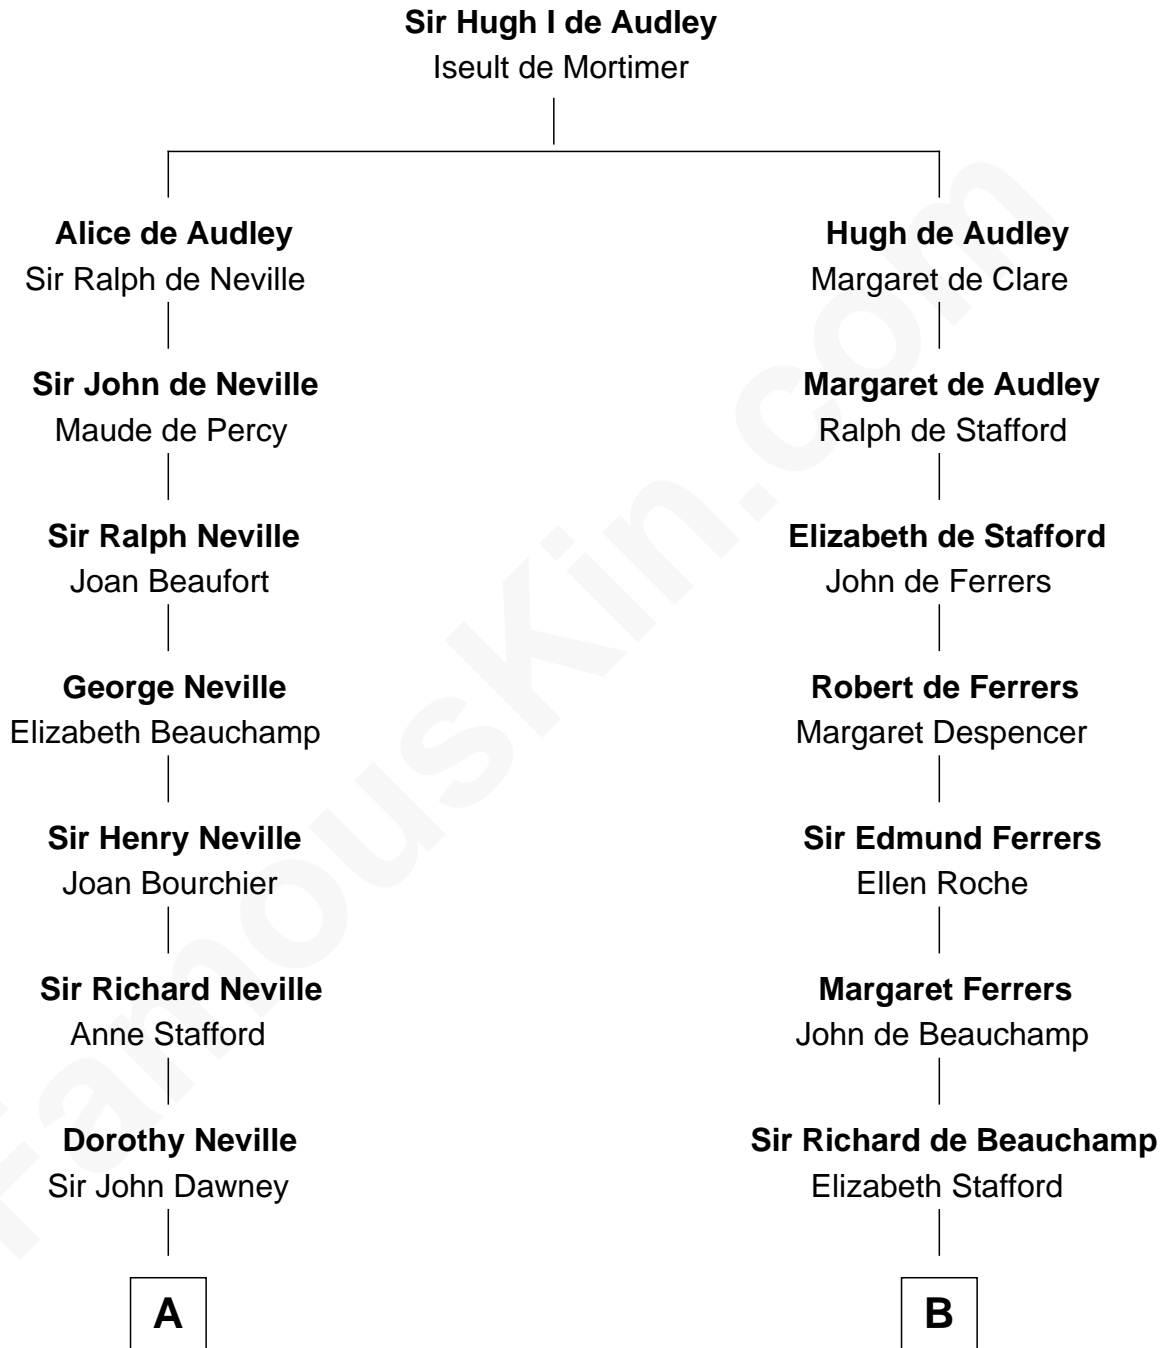 Sir Hugh I de Audley
Iseult de Mortimer
Alice de Audley
Sir Ralph de Neville
Hugh de Audley
Margaret de Clare
Sir John de Neville
Maude de Percy
Margaret de Audley
Ralph de Stafford
Sir Ralph Neville
Joan Beaufort
Elizabeth de Stafford
John de Ferrers
George Neville
Elizabeth Beauchamp
Robert de Ferrers
Margaret Despencer
Sir Henry Neville
Joan Bourchier
Sir Edmund Ferrers
Ellen Roche
Sir Richard Neville
Anne Stafford
Margaret Ferrers
John de Beauchamp
Dorothy Neville
Sir John Dawney
Sir Richard de Beauchamp
Elizabeth Stafford
A
B
FamousKin.com